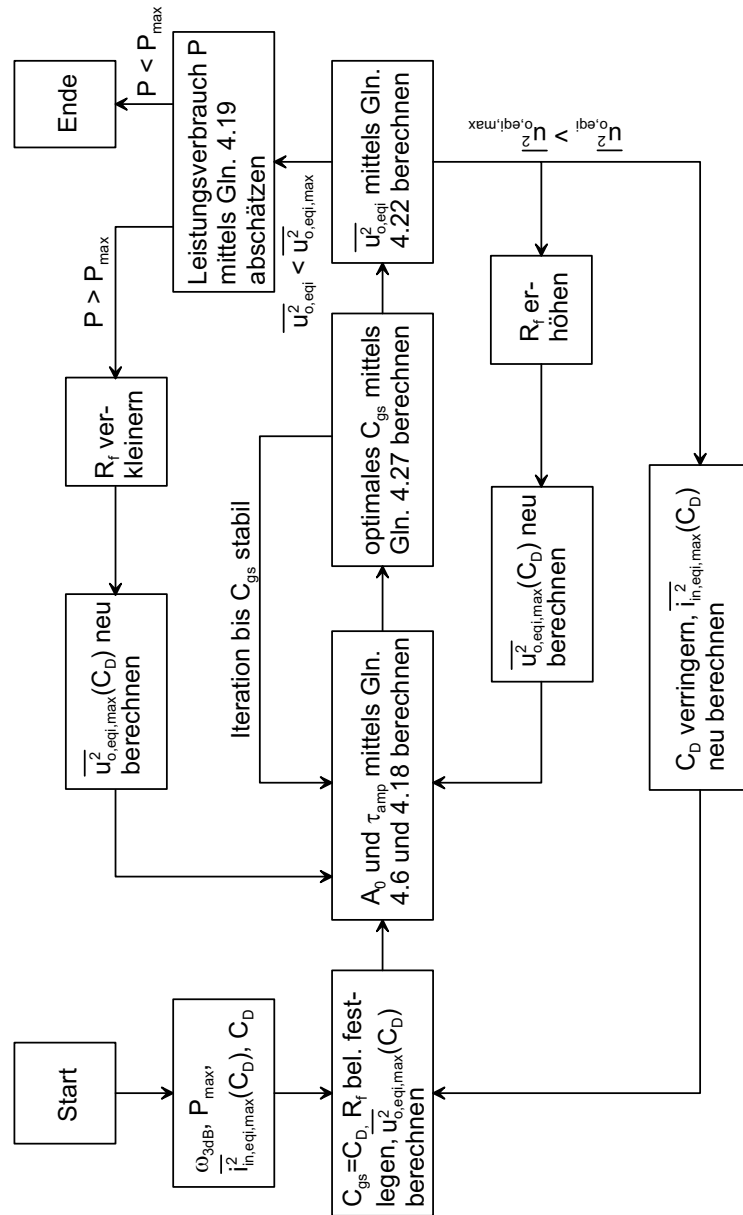 Start
ω3dB, Pmax,
i²in,eqi,max(CD), CD
Cgs=CD, Rf bel. fest-
legen, u²o,eqi,max(CD)
berechnen
A0 und τamp mittels Gln.
4.6 und 4.18 berechnen
Iteration bis Cgs stabil
optimales Cgs mittels
Gln. 4.27 berechnen
u²o,eqi mittels Gln.
4.22 berechnen
u²o,eqi < u²o,eqi,max
Leistungsverbrauch P
mittels Gln. 4.19
abschätzen
P < Pmax
Ende
P > Pmax
Rf ver-
kleinern
u²o,eqi,max(CD) neu
berechnen
u²o,eqi > u²o,eqi,max
Rf er-
höhen
u²o,eqi,max(CD) neu
berechnen
CD verringern, i²in,eqi,max(CD)
neu berechnen